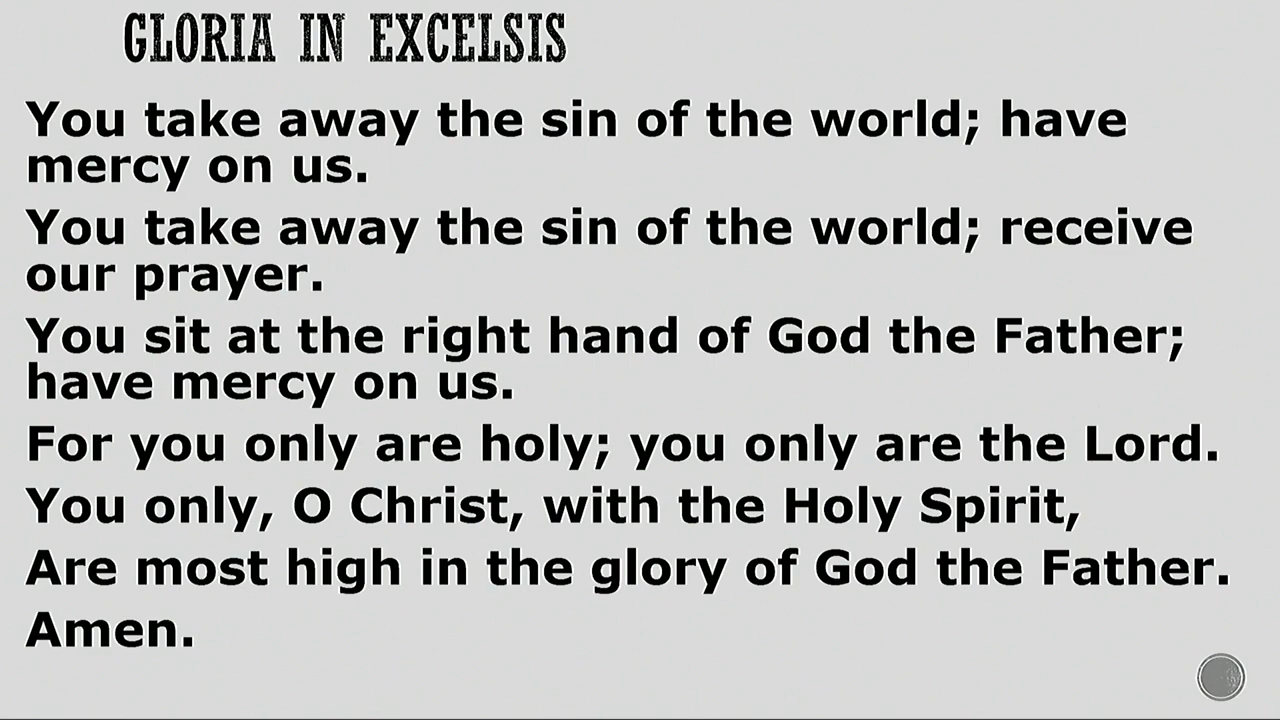 GLORIA IN EXCELSIS
You take away the sin of the world; have
mercy on us.
You take away the sin of the world; receive
our prayer.
You sit at the right hand of God the Father;
have mercy on us.
For you only are holy; you only are the Lord.
You only, O Christ, with the Holy Spirit,
Are most high in the glory of God the Father.
Amen.